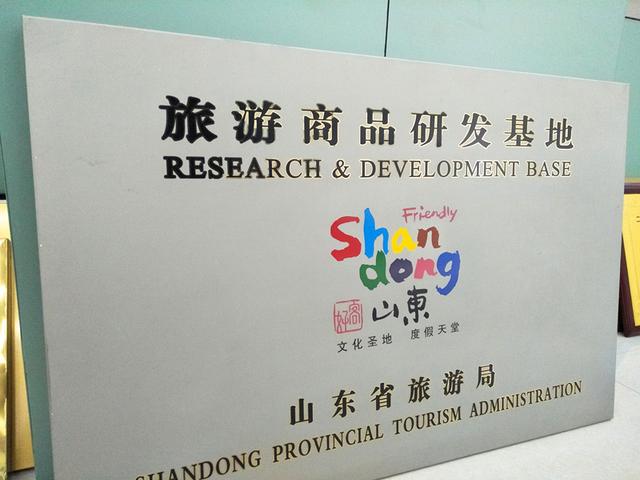 旅游商品研发基地
RESEARCH & DEVELOPMENT BASE
Friendly
Shan
dong
好客 山東
文化圣地 度假天堂
山东省旅游局
SHANDONG PROVINCIAL TOURISM ADMINISTRATION